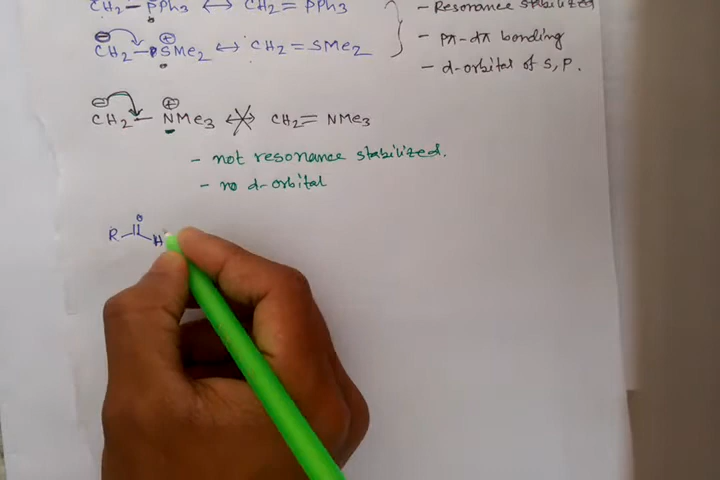 CH₂ — PPh₃ ↔ CH₂ = PPh₃
- Resonance stabilized
⊖ ⊕
CH₂ — SMe₂ ↔ CH₂ = SMe₂
- pπ-dπ bonding
- d-orbital of S, P.
⊖ ⊕
CH₂ — NMe₃ ↔ CH₂ = NMe₃
- not resonance stabilized.
- no d-orbital
O
R H